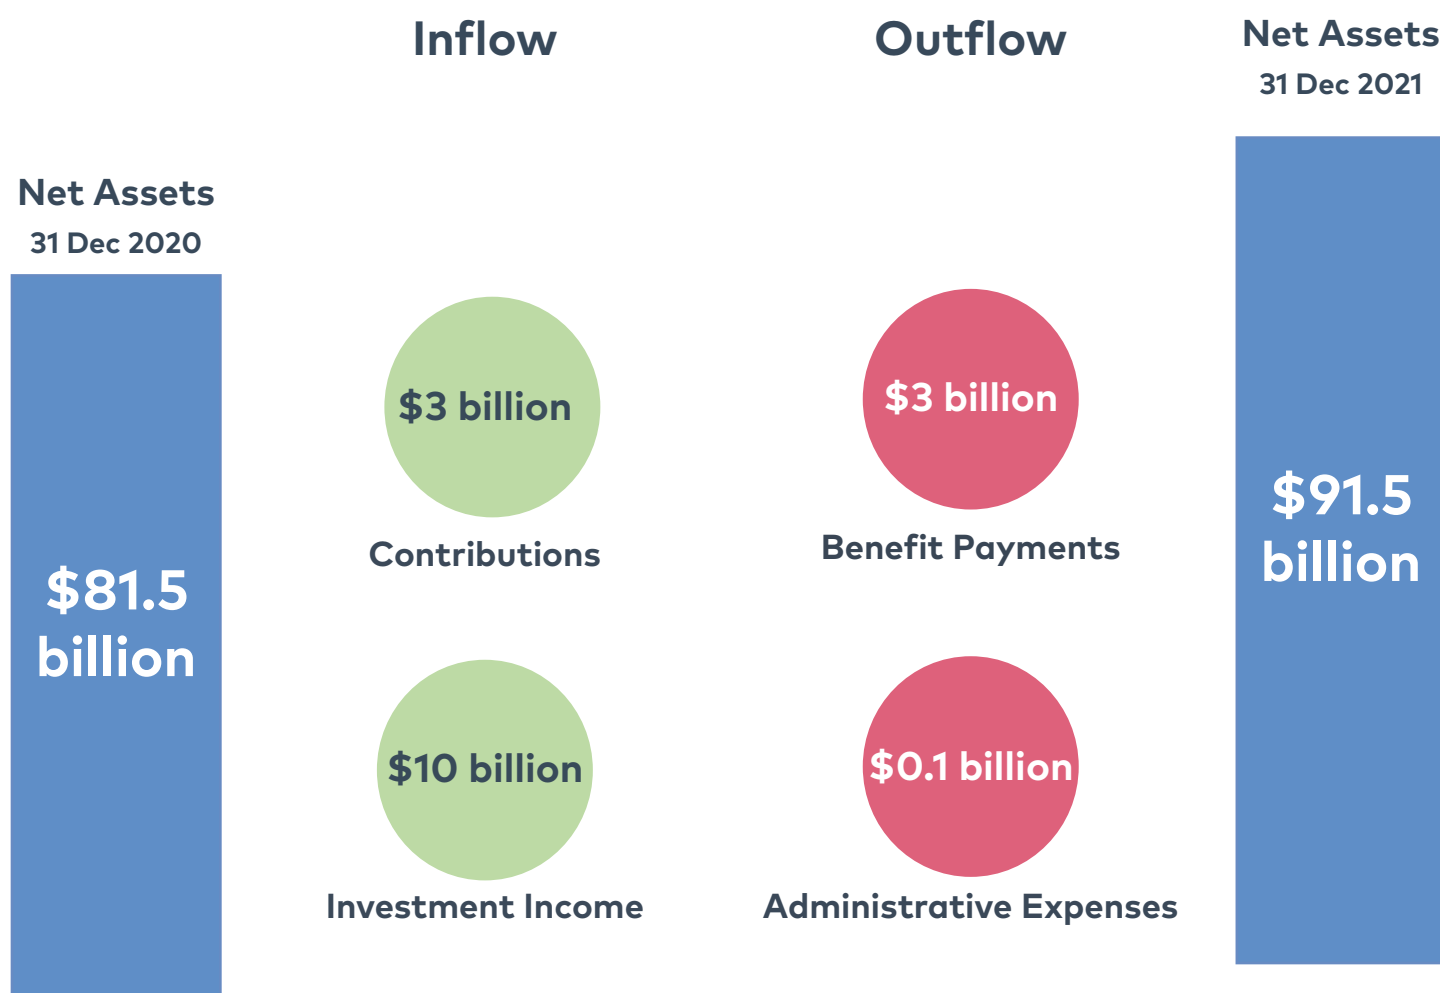 Inflow
Outflow
Net Assets
31 Dec 2021
Net Assets
31 Dec 2020
$3 billion
Contributions
$3 billion
Benefit Payments
$81.5
billion
$91.5
billion
$10 billion
Investment Income
$0.1 billion
Administrative Expenses